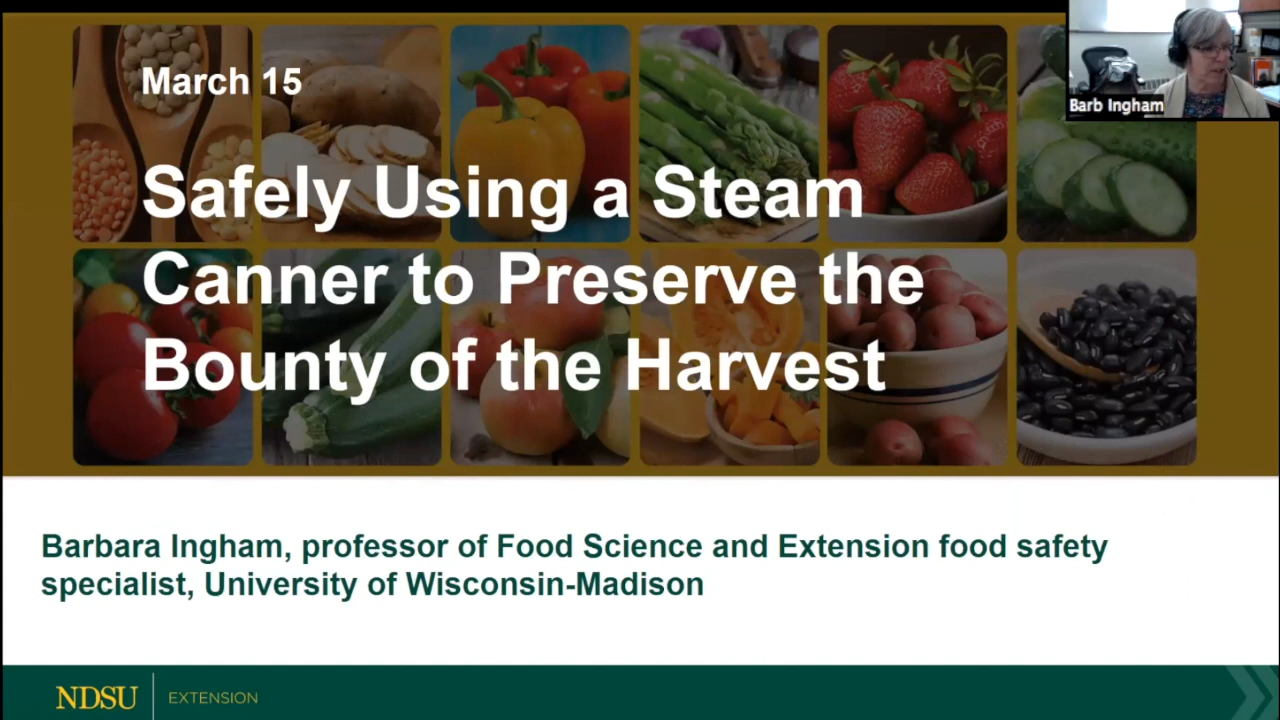 March 15
Barb Ingham
Safely Using a Steam
Canner to Preserve the
Bounty of the Harvest
Barbara Ingham, professor of Food Science and Extension food safety
specialist, University of Wisconsin-Madison
NDSU EXTENSION